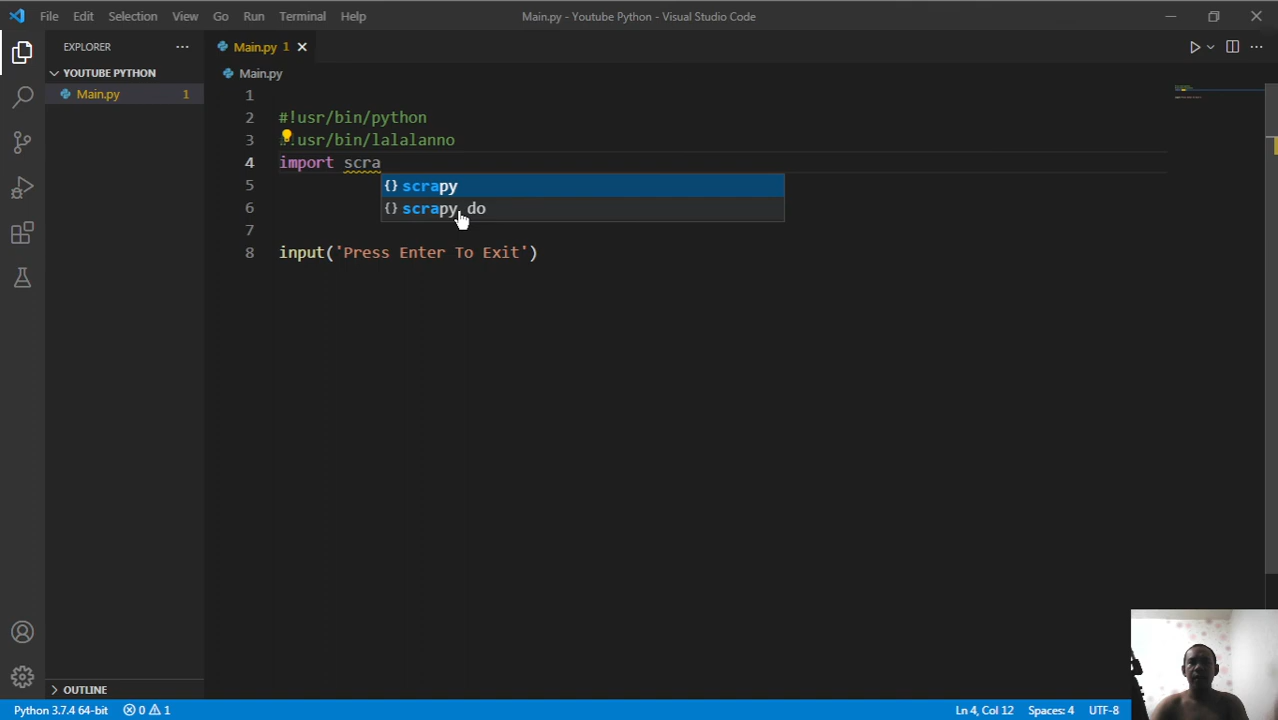 File Edit Selection View Go Run Terminal Help
Main.py - Youtube Python - Visual Studio Code
EXPLORER
Main.py 1
YOUTUBE PYTHON
Main.py
Main.py 1
1
2 #!usr/bin/python
3 .usr/bin/lalalanno
4 import scra
{} scrapy
{} scrapy_do
5
6
7
8 input('Press Enter To Exit')
OUTLINE
Python 3.7.4 64-bit 0 1
Ln 4, Col 12 Spaces: 4 UTF-8